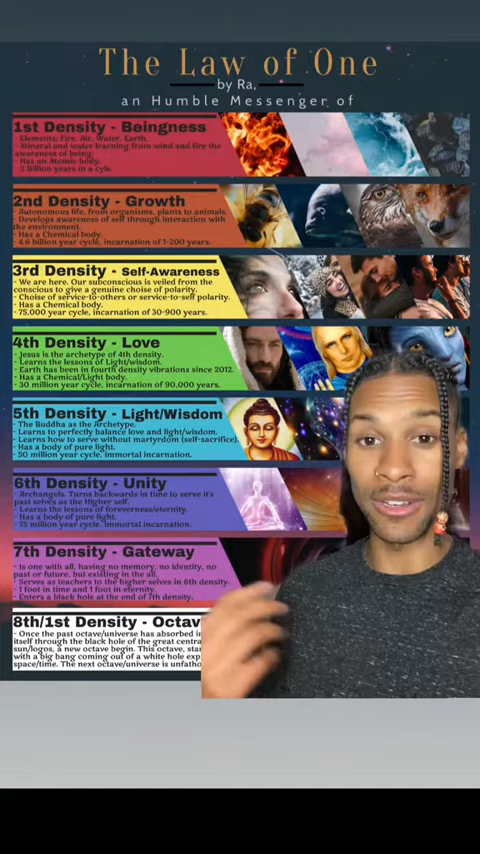 The Law of One
by Ra,
an Humble Messenger of
1st Density - Beingness
- Elements: Fire, Air, Water, Earth.
- Mineral and water learning from wind and fire the
awareness of being.
- Has an Atomic body.
Billion years in a cyle.
2nd Density - Growth
- Autonomous life, from organisms, plants to animals.
- Develops awareness of self through interaction with
the environment.
- Has a Chemical body.
- 4.6 billion year cycle, incarnation of 1-200 years.
3rd Density - Self-Awareness
- We are here. Our subconscious is veiled from the
conscious to give a genuine choice of polarity.
- Choise of service-to-others or service-to-self polarity.
- Has a Chemical body.
- 75,000 year cycle, incarnation of 30-900 years.
4th Density - Love
- Jesus is the archetype of 4th density.
- Learns the lessons of Light/wisdom.
- Earth has been in fourth density vibrations since 2012.
- Has a Chemical/Light body.
- 30 million year cycle, incarnation of 90,000 years.
5th Density - Light/Wisdom
- The Buddha as the Archetype.
- Learns to perfectly balance love and light/wisdom.
- Learns how to serve without martyrdom (self-sacrifice).
- Has a body of pure light.
- 50 million year cycle, immortal incarnation.
6th Density - Unity
- Archangels. Turns backwards in time to serve it's
past selves as the Higher self.
- Learns the lessons of foreverness/eternity.
- Has a body of pure light.
- 75 million year cycle, immortal incarnation.
7th Density - Gateway
- Is one with all, having no memory, no identity, no
past or future, but existing in the all.
- Serves as teachers to the higher selves in 6th density.
- 1 foot in time and 1 foot in eternity.
- Enters a black hole at the end of 7th density.
8th/1st Density - Octav
- Once the past octave/universe has absorbed
itself through the black hole of the great
sun/logos, a new octave begin. This octave,
with a big bang coming out of a white hole
space/time. The next octave/universe is